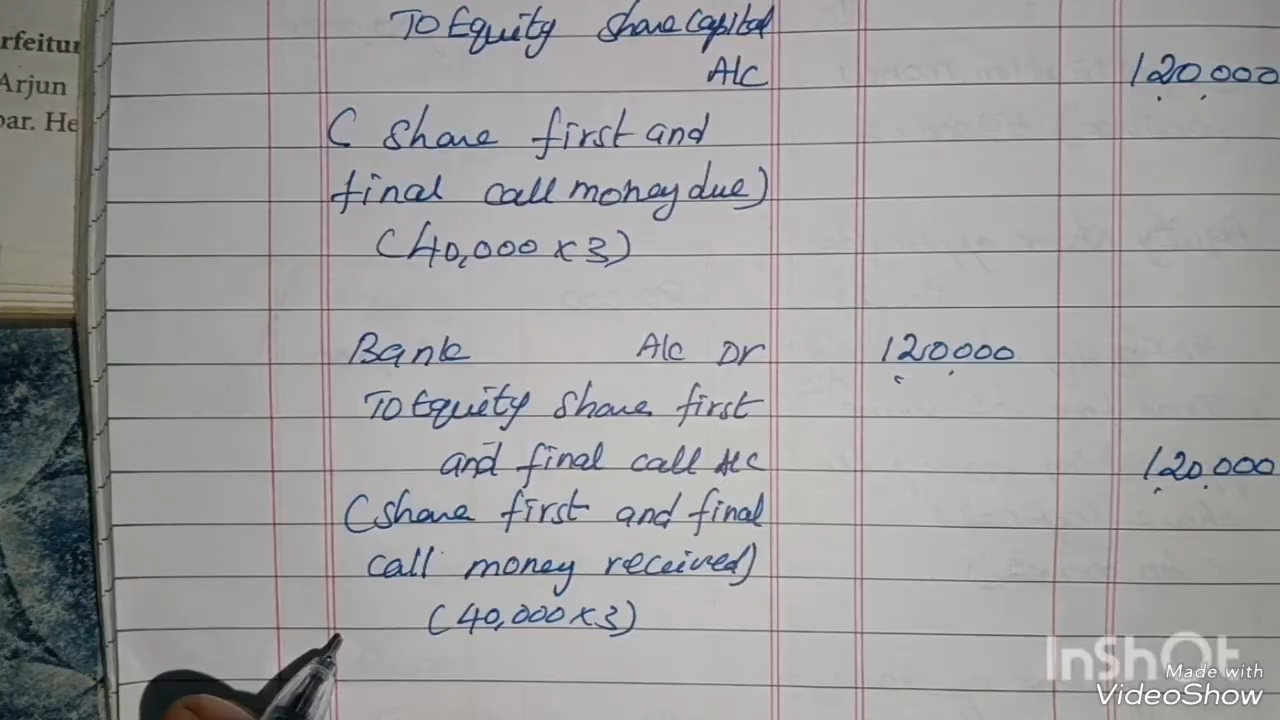 rfeitur
Arjun
par. He
To Equity Share Capital
A/c 120,000
( Share first and
final call money due)
(40,000 x 3)
Bank A/c Dr 120,000
To Equity Share first
and final call A/c 120,000
(Share first and final
call money received)
(40,000 x 3)
InShOt
Made with
VideoShow